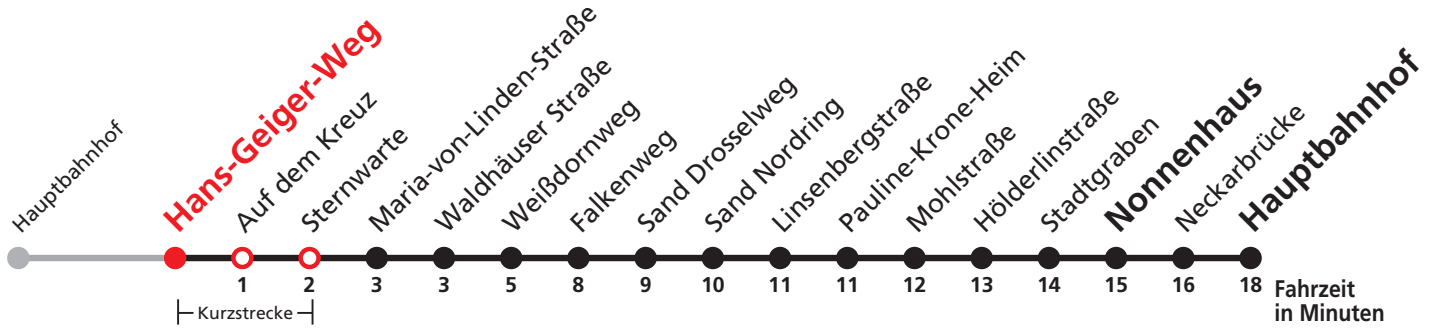 Hauptbahnhof
Hans-Geiger-Weg
Auf dem Kreuz
Sternwarte
Maria-von-Linden-Straße
Waldhäuser Straße
Weißdornweg
Falkenweg
Sand Drosselweg
Sand Nordring
Linsenbergstraße
Pauline-Krone-Heim
Mohlstraße
Hölderlinstraße
Stadtgraben
Nonnenhaus
Neckarbrücke
Hauptbahnhof
1 2 3 3 5 8 9 10 11 11 12 13 14 15 16 18
Fahrzeit
in Minuten
Kurzstrecke